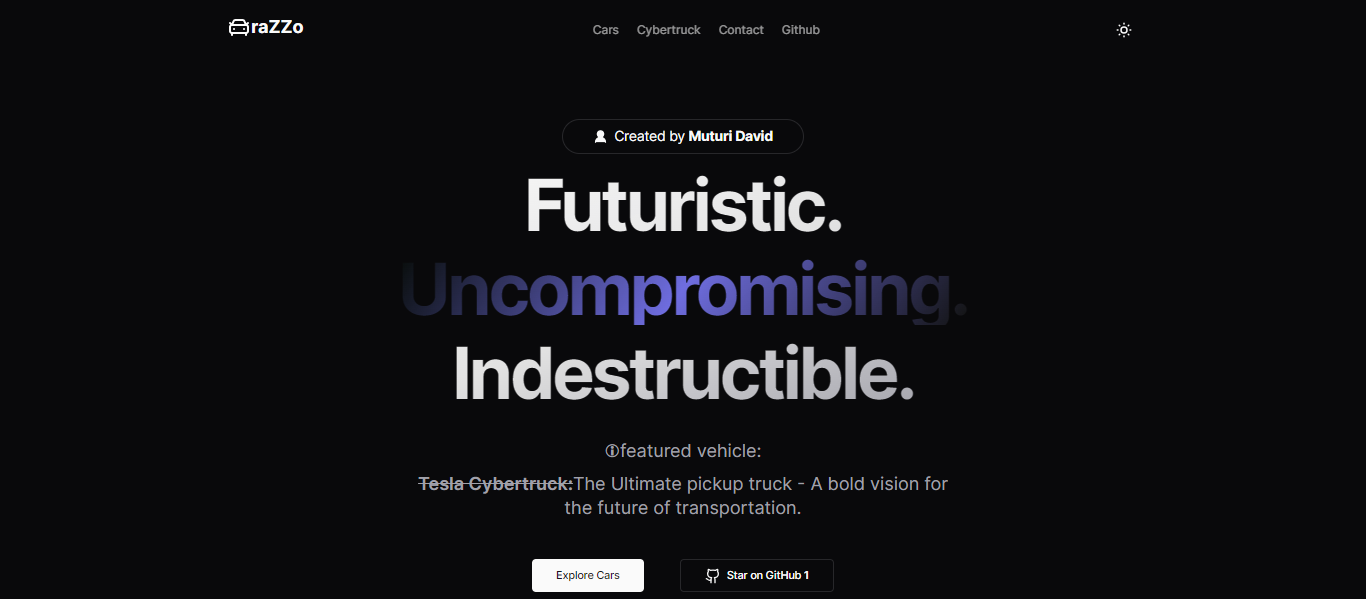 raZZo
Cars Cybertruck Contact Github
Created by Muturi David
Futuristic.
Uncompromising.
Indestructible.
featured vehicle:
Tesla Cybertruck:The Ultimate pickup truck - A bold vision for
the future of transportation.
Explore Cars Star on GitHub 1